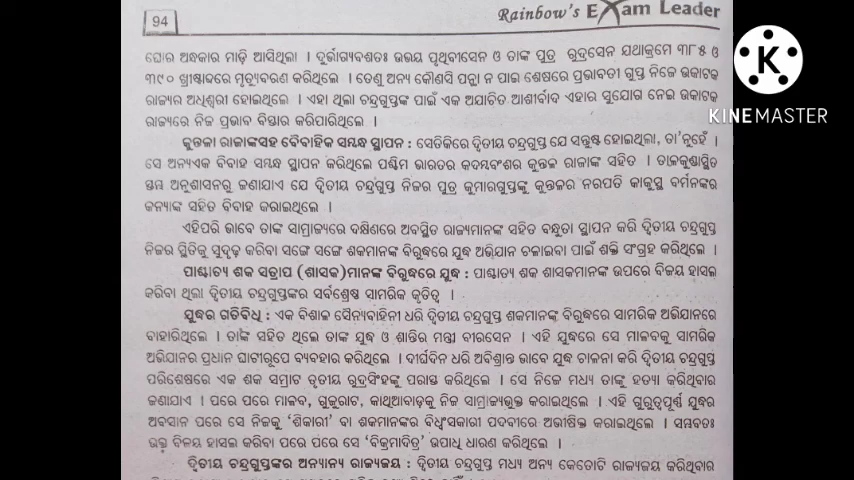 94
Rainbow's Exam Leader
K
KINEMASTER
ଘୋର ଅନ୍ଧକାର ମାଡ଼ି ଆସିଥିଲା । ଦୁର୍ଭାଗ୍ୟବଶତଃ ଉଭୟ ପୃଥିବୀସେନ ଓ ତାଙ୍କ ପୁତ୍ର ରୁଦ୍ରସେନ ଯଥାକ୍ରମେ ୩୮୫ ଓ
୩୯୦ ଖ୍ରୀଷ୍ଟାବ୍ଦରେ ମୃତ୍ୟୁବରଣ କରିଥିଲେ । ତେଣୁ ଅନ୍ୟ କୌଣସି ପନ୍ଥା ନ ପାଇ ଶେଷରେ ପ୍ରଭାବତୀ ଗୁପ୍ତ ନିଜେ ଭକାଟକ
ରାଜ୍ୟର ଅଧିଶ୍ୱରୀ ହୋଇଥିଲେ । ଏହା ଥିଲା ଚନ୍ଦ୍ରଗୁପ୍ତଙ୍କ ପାଇଁ ଏକ ଅଯାଚିତ ଆଶୀର୍ବାଦ ଏହାର ସୁଯୋଗ ନେଇ ଭକାଟକ
ରାଜ୍ୟରେ ନିଜ ପ୍ରଭାବ ବିସ୍ତାର କରିପାରିଥିଲେ ।
କୁନ୍ତଳା ରାଜାଙ୍କସହ ବୈବାହିକ ସମ୍ବନ୍ଧ ସ୍ଥାପନ : ସେତିକିରେ ଦ୍ୱିତୀୟ ଚନ୍ଦ୍ରଗୁପ୍ତ ଯେ ସନ୍ତୁଷ୍ଟ ହୋଇଥିଲା, ତା'ନୁହେଁ ।
ସେ ଅନ୍ୟଏକ ବିବାହ ସମ୍ବନ୍ଧ ସ୍ଥାପନ କରିଥିଲେ ପଶ୍ଚିମ ଭାରତର କଦମ୍ବବଂଶର କୁନ୍ତଳ ରାଜାଙ୍କ ସହିତ । ତାଳକୁଣ୍ଡାସ୍ଥିତ
ସ୍ତମ୍ଭ ଅନୁଶାସନରୁ ଜଣାଯାଏ ଯେ ଦ୍ୱିତୀୟ ଚନ୍ଦ୍ରଗୁପ୍ତ ନିଜର ପୁତ୍ର କୁମାରଗୁପ୍ତଙ୍କୁ କୁନ୍ତଳର ନରପତି କାକୁସ୍ଥ ବର୍ମନଙ୍କର
କନ୍ୟାଙ୍କ ସହିତ ବିବାହ କରାଇଥିଲେ ।
ଏହିପରି ଭାବେ ତାଙ୍କ ସାମ୍ରାଜ୍ୟରେ ଦକ୍ଷିଣରେ ଅବସ୍ଥିତ ରାଜ୍ୟମାନଙ୍କ ସହିତ ବନ୍ଧୁତା ସ୍ଥାପନ କରି ଦ୍ୱିତୀୟ ଚନ୍ଦ୍ରଗୁପ୍ତ
ନିଜର ସ୍ଥିତିକୁ ସୁଦୃଢ଼ କରିବା ସଙ୍ଗେ ସଙ୍ଗେ ଶକମାନଙ୍କ ବିରୁଦ୍ଧରେ ଯୁଦ୍ଧ ଅଭିଯାନ ଚଳାଇବା ପାଇଁ ଶକ୍ତି ସଂଗ୍ରହ କରିଥିଲେ ।
ପାଶ୍ଚାତ୍ୟ ଶକ ସତ୍ରାପ (ଶାସକ)ମାନଙ୍କ ବିରୁଦ୍ଧରେ ଯୁଦ୍ଧ : ପାଶ୍ଚାତ୍ୟ ଶକ ଶାସକମାନଙ୍କ ଉପରେ ବିଜୟ ହାସଲ
କରିବା ଥିଲା ଦ୍ୱିତୀୟ ଚନ୍ଦ୍ରଗୁପ୍ତଙ୍କର ସର୍ବଶ୍ରେଷ୍ଠ ସାମରିକ କୃତିତ୍ୱ ।
ଯୁଦ୍ଧର ଗତିବିଧି : ଏକ ବିଶାଳ ସୈନ୍ୟବାହିନୀ ଧରି ଦ୍ୱିତୀୟ ଚନ୍ଦ୍ରଗୁପ୍ତ ଶକମାନଙ୍କ ବିରୁଦ୍ଧରେ ସାମରିକ ଅଭିଯାନରେ
ବାହାରିଥିଲେ । ତାଙ୍କ ସହିତ ଥିଲେ ତାଙ୍କ ଯୁଦ୍ଧ ଓ ଶାନ୍ତିର ମନ୍ତ୍ରୀ ବୀରସେନ । ଏହି ଯୁଦ୍ଧରେ ସେ ମାଳବକୁ ସାମରିକ
ଅଭିଯାନର ପ୍ରଧାନ ଘାଟୀରୂପେ ବ୍ୟବହାର କରିଥିଲେ । ଦୀର୍ଘଦିନ ଧରି ଅବିଶ୍ରାନ୍ତ ଭାବେ ଯୁଦ୍ଧ ଚାଳନା କରି ଦ୍ୱିତୀୟ ଚନ୍ଦ୍ରଗୁପ୍ତ
ପରିଶେଷରେ ଏକ ଶକ ସମ୍ରାଟ ତୃତୀୟ ରୁଦ୍ରସିଂହଙ୍କୁ ପରାସ୍ତ କରିଥିଲେ । ସେ ନିଜେ ମଧ୍ୟ ତାଙ୍କୁ ହତ୍ୟା କରିଥିବାର
ଜଣାଯାଏ । ପରେ ପରେ ମାଳବ, ଗୁଜୁରାଟ, କାଥିଆବାଡ଼କୁ ନିଜ ସାମ୍ରାଜ୍ୟଭୁକ୍ତ କରାଇଥିଲେ । ଏହି ଗୁରୁତ୍ୱପୂର୍ଣ୍ଣ ଯୁଦ୍ଧର
ଅବସାନ ପରେ ସେ ନିଜକୁ 'ଶିକାରୀ' ବା ଶକମାନଙ୍କର ବିଧ୍ୱଂସକାରୀ ପଦବୀରେ ଅଭୀଷିକ୍ତ କରାଇଥିଲେ । ସମ୍ଭବତଃ
ଉକ୍ତ ବିଜୟ ହାସଲ କରିବା ପରେ ପରେ ସେ 'ବିକ୍ରମାଦିତ୍ୟ' ଉପାଧି ଧାରଣ କରିଥିଲେ ।
ଦ୍ୱିତୀୟ ଚନ୍ଦ୍ରଗୁପ୍ତଙ୍କର ଅନ୍ୟାନ୍ୟ ରାଜ୍ୟଜୟ : ଦ୍ୱିତୀୟ ଚନ୍ଦ୍ରଗୁପ୍ତ ମଧ୍ୟ ଅନ୍ୟ କେତୋଟି ରାଜ୍ୟଜୟ କରିଥିବାର